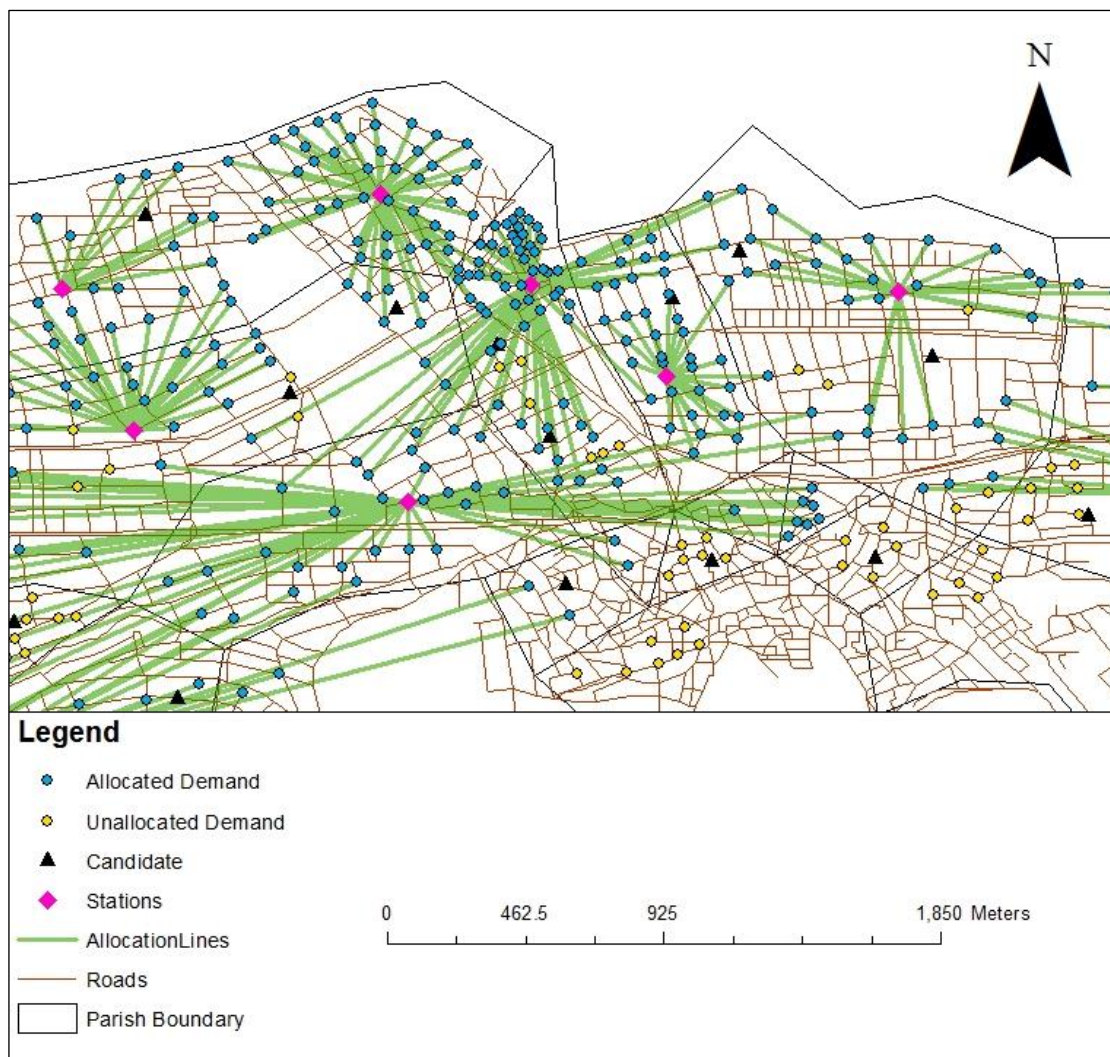 N
Legend
Allocated Demand
Unallocated Demand
Candidate
Stations
AllocationLines
Roads
Parish Boundary
0 462.5 925 1,850 Meters